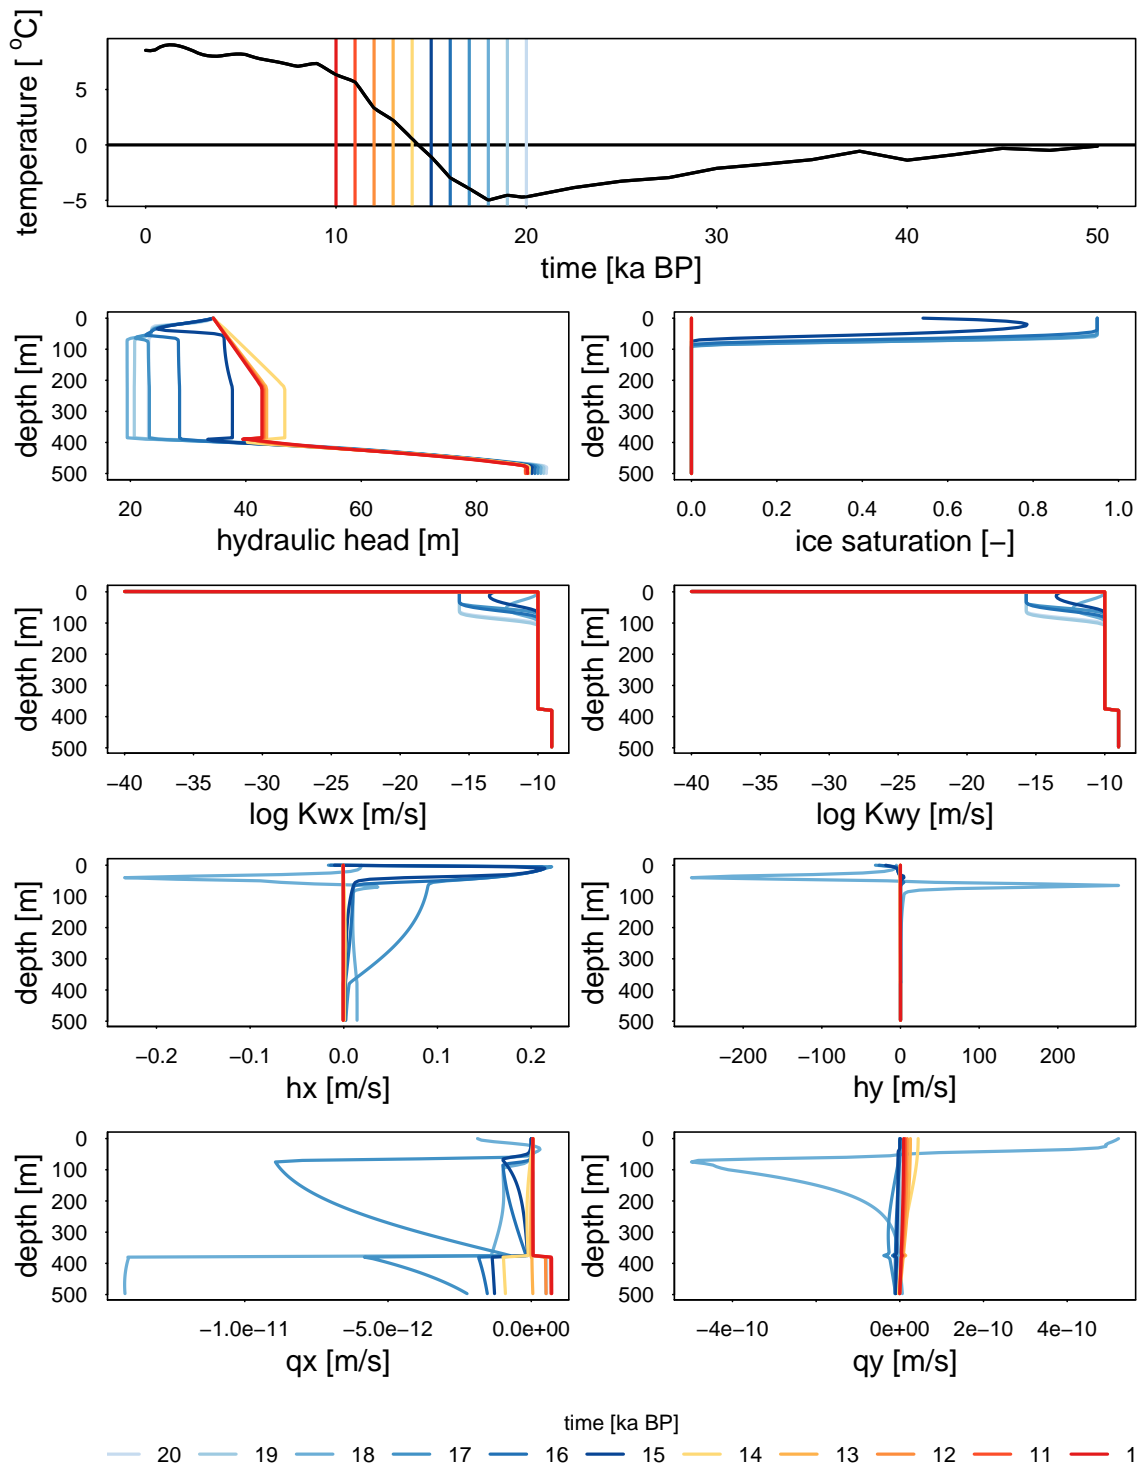 temperature [ °C]
5
0
−5
0 10 20 30 40 50
time [ka BP]
depth [m]
0
100
200
300
400
500
20 40 60 80
hydraulic head [m]
depth [m]
0
100
200
300
400
500
0.0 0.2 0.4 0.6 0.8 1.0
ice saturation [−]
depth [m]
0
100
200
300
400
500
−40 −35 −30 −25 −20 −15 −10
log Kwx [m/s]
depth [m]
0
100
200
300
400
500
−40 −35 −30 −25 −20 −15 −10
log Kwy [m/s]
depth [m]
0
100
200
300
400
500
−0.2 −0.1 0.0 0.1 0.2
hx [m/s]
depth [m]
0
100
200
300
400
500
−200 −100 0 100 200
hy [m/s]
depth [m]
0
100
200
300
400
500
−1.0e−11 −5.0e−12 0.0e+00
qx [m/s]
depth [m]
0
100
200
300
400
500
−4e−10 0e+00 2e−10 4e−10
qy [m/s]
time [ka BP]
20 19 18 17 16 15 14 13 12 11 1